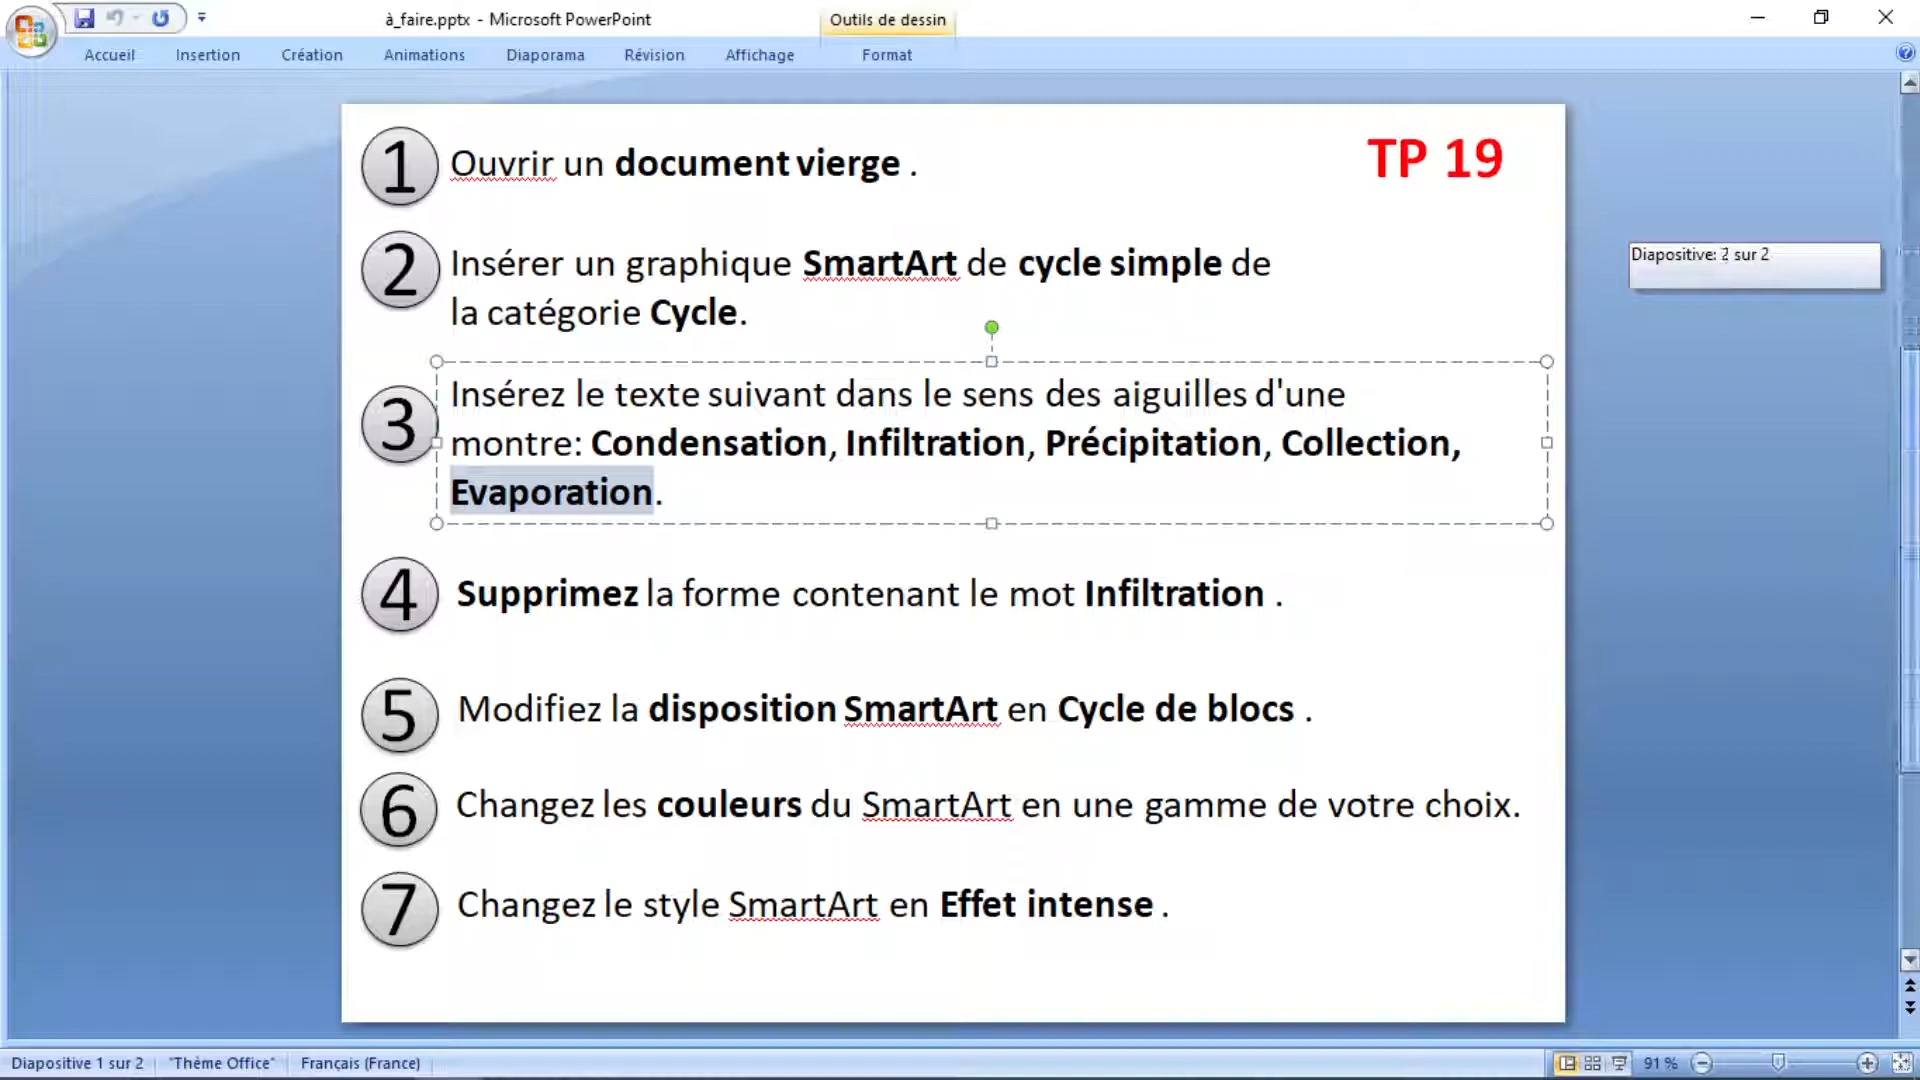 à_faire.pptx - Microsoft PowerPoint
Outils de dessin
Accueil Insertion Création Animations Diaporama Révision Affichage Format
TP 19
1 Ouvrir un document vierge .
2 Insérer un graphique SmartArt de cycle simple de
la catégorie Cycle.
Diapositive: 2 sur 2
3 Insérez le texte suivant dans le sens des aiguilles d'une
montre: Condensation, Infiltration, Précipitation, Collection,
Evaporation.
4 Supprimez la forme contenant le mot Infiltration .
5 Modifiez la disposition SmartArt en Cycle de blocs .
6 Changez les couleurs du SmartArt en une gamme de votre choix.
7 Changez le style SmartArt en Effet intense .
Diapositive 1 sur 2 "Thème Office" Français (France) 91 %